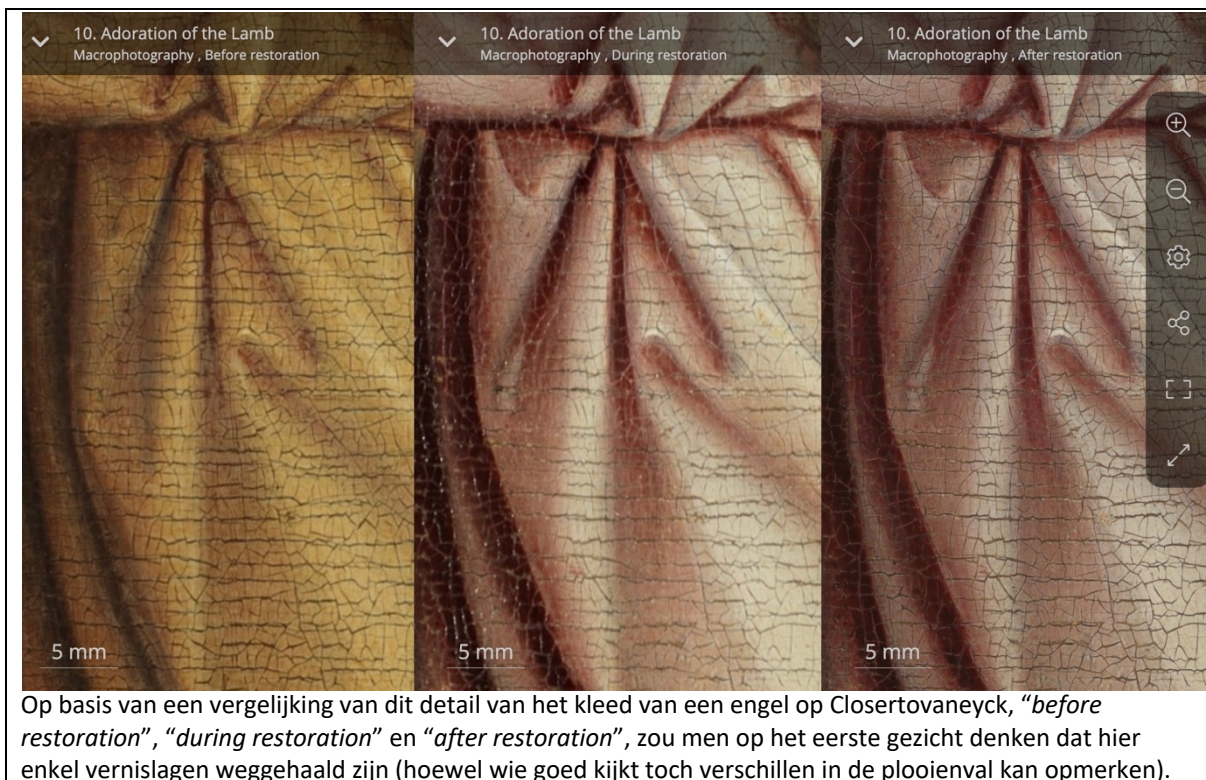 10. Adoration of the Lamb
Macrophotography , Before restoration
10. Adoration of the Lamb
Macrophotography , During restoration
10. Adoration of the Lamb
Macrophotography , After restoration
5 mm
5 mm
5 mm
Op basis van een vergelijking van dit detail van het kleed van een engel op Closertovaneyck, “before
restoration”, “during restoration” en “after restoration”, zou men op het eerste gezicht denken dat hier
enkel vernislagen weggehaald zijn (hoewel wie goed kijkt toch verschillen in de plooienval kan opmerken).